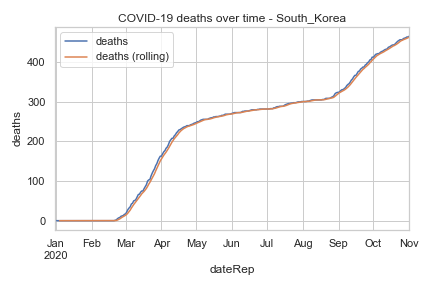 COVID-19 deaths over time - South_Korea
deaths
deaths (rolling)
deaths
400
300
200
100
0
Jan Feb Mar Apr May Jun Jul Aug Sep Oct Nov
2020
dateRep